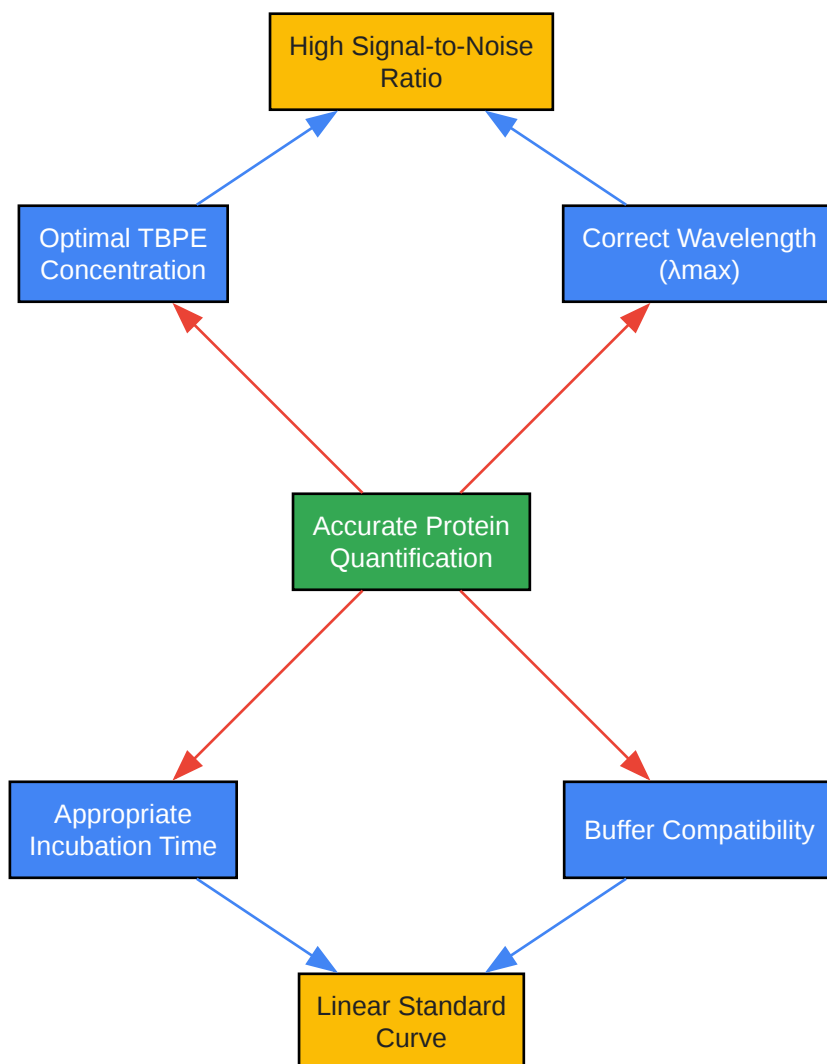 High Signal-to-Noise
Ratio
Optimal TBPE
Concentration
Correct Wavelength
(λmax)
Accurate Protein
Quantification
Appropriate
Incubation Time
Buffer Compatibility
Linear Standard
Curve